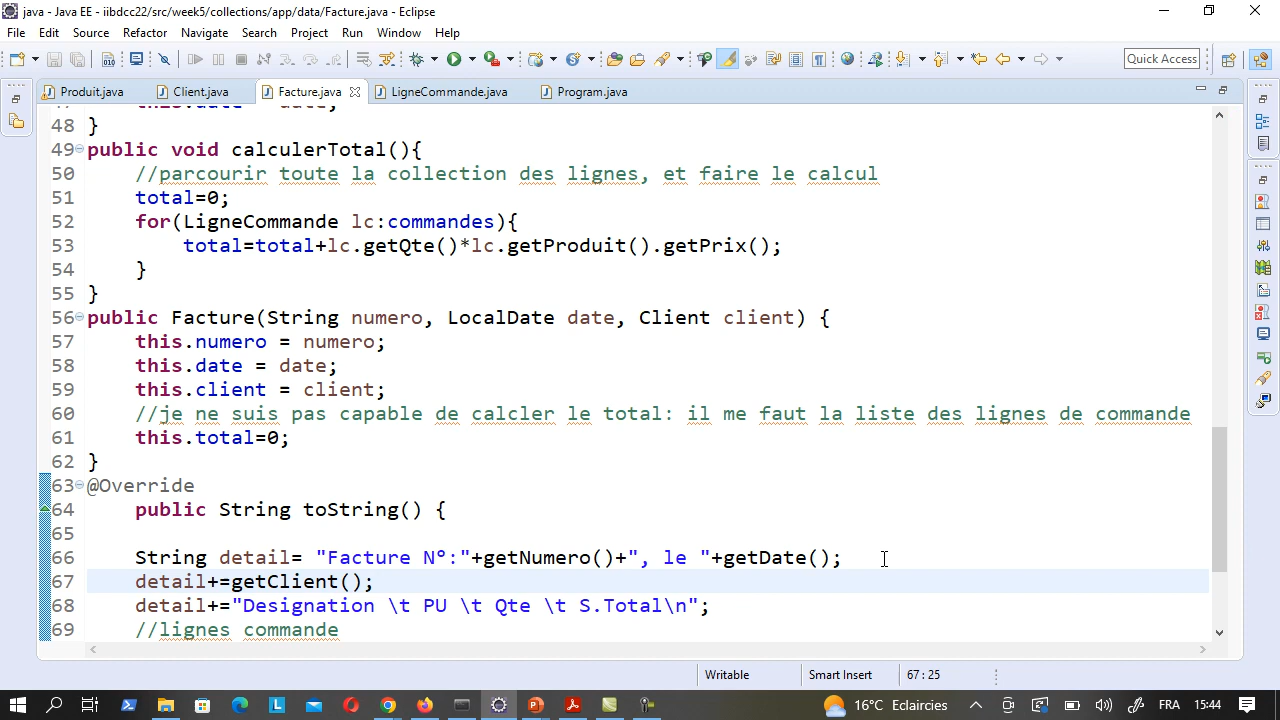 java - Java EE - iibdcc22/src/week5/collections/app/data/Facture.java - Eclipse
File Edit Source Refactor Navigate Search Project Run Window Help
Quick Access
Produit.java Client.java Facture.java LigneCommande.java Program.java
48 }
49 public void calculerTotal(){
50 //parcourir toute la collection des lignes, et faire le calcul
51 total=0;
52 for(LigneCommande lc:commandes){
53 total=total+lc.getQte()*lc.getProduit().getPrix();
54 }
55 }
56 public Facture(String numero, LocalDate date, Client client) {
57 this.numero = numero;
58 this.date = date;
59 this.client = client;
60 //je ne suis pas capable de calcler le total: il me faut la liste des lignes de commande
61 this.total=0;
62 }
63 @Override
64 public String toString() {
65
66 String detail= "Facture N°:"+getNumero()+", le "+getDate();
67 detail+=getClient();
68 detail+="Designation \t PU \t Qte \t S.Total\n";
69 //lignes commande
Writable Smart Insert 67 : 25
16°C Eclaircies FRA 15:44